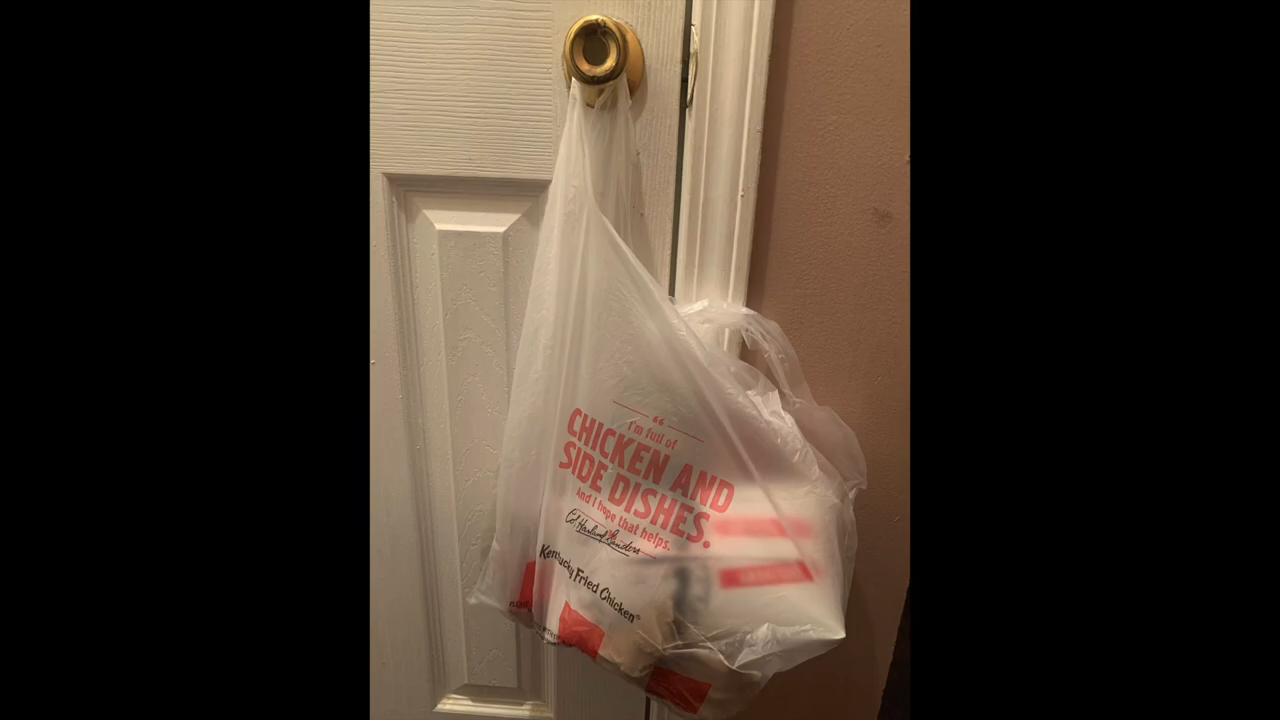 “
I'm full of
CHICKEN AND
SIDE DISHES.
And I hope that helps.
Col Harland Sanders
Kentucky Fried Chicken®